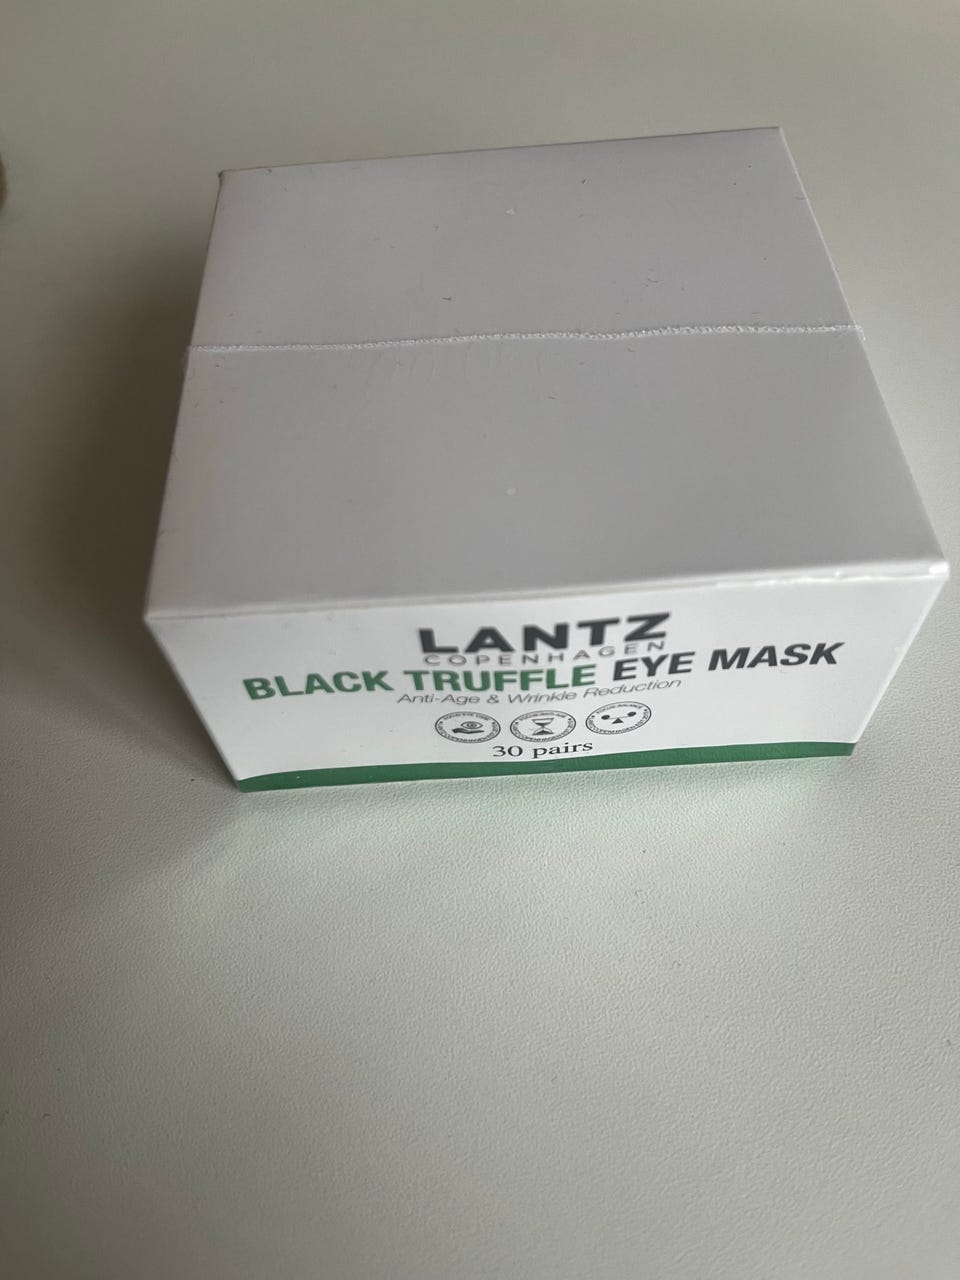 LANTZ
COPENHAGEN
BLACK TRUFFLE EYE MASK
Anti-Age & Wrinkle Reduction
30 pairs